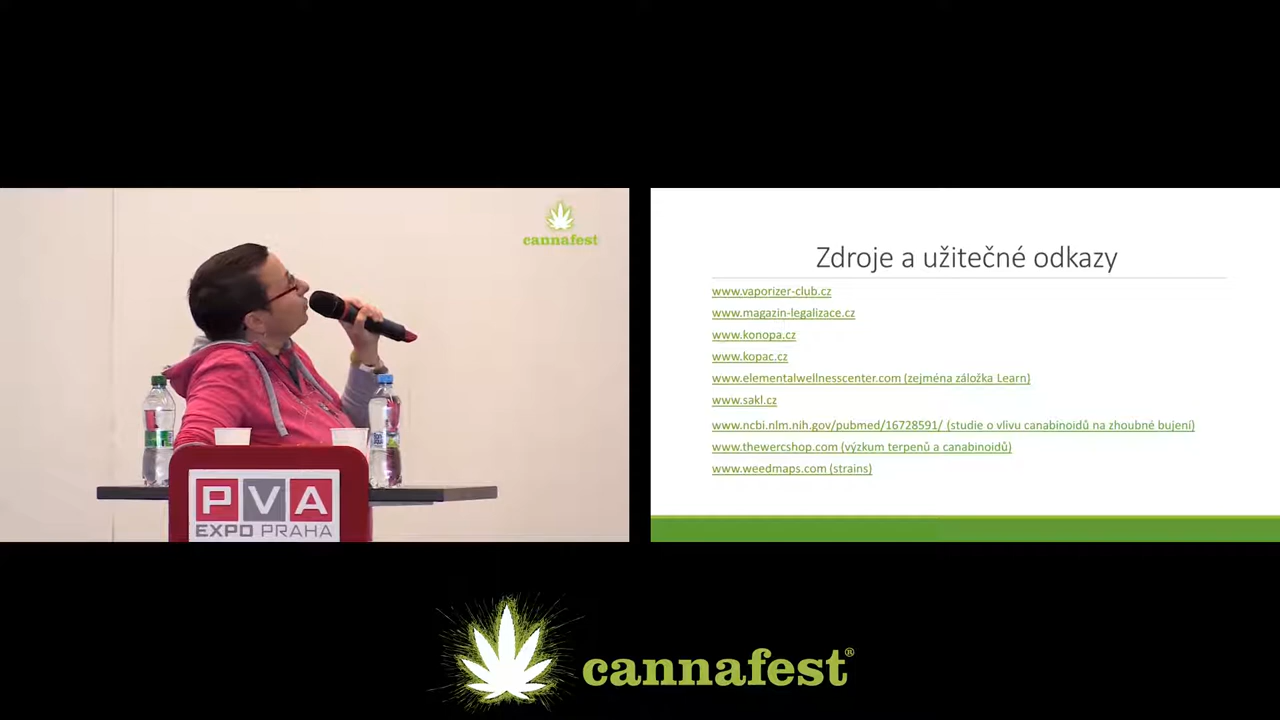 cannafest
PVA
EXPO PRAHA
Zdroje a užitečné odkazy
www.vaporizer-club.cz
www.magazin-legalizace.cz
www.konopa.cz
www.kopac.cz
www.elementalwellnesscenter.com (zejména záložka Learn)
www.sakl.cz
www.ncbi.nlm.nih.gov/pubmed/16728591/ (studie o vlivu canabinoidů na zhoubné bujení)
www.thewercshop.com (výzkum terpenů a canabinoidů)
www.weedmaps.com (strains)
cannafest®